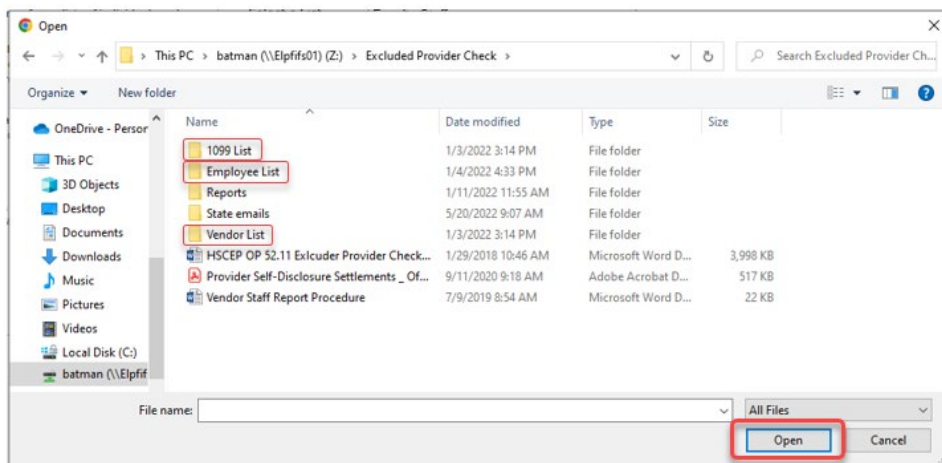 Open
This PC > batman (\\Elpfifs01) (Z:) > Excluded Provider Check >
Search Excluded Provider Ch...
Organize New folder
Name Date modified Type Size
OneDrive - Person
This PC
3D Objects
Desktop
Documents
Downloads
Music
Pictures
Videos
Local Disk (C:)
batman (\\Elpfif
1099 List 1/3/2022 3:14 PM File folder
Employee List 1/4/2022 4:33 PM File folder
Reports 1/11/2022 11:55 AM File folder
State emails 5/20/2022 9:07 AM File folder
Vendor List 1/3/2022 3:14 PM File folder
HSCEP OP 52.11 Exlcuder Provider Check... 1/29/2018 10:46 AM Microsoft Word D... 3,998 KB
Provider Self-Disclosure Settlements _ Of... 9/11/2020 9:18 AM Adobe Acrobat D... 517 KB
Vendor Staff Report Procedure 7/9/2019 8:54 AM Microsoft Word D... 22 KB
File name: All Files
Open Cancel